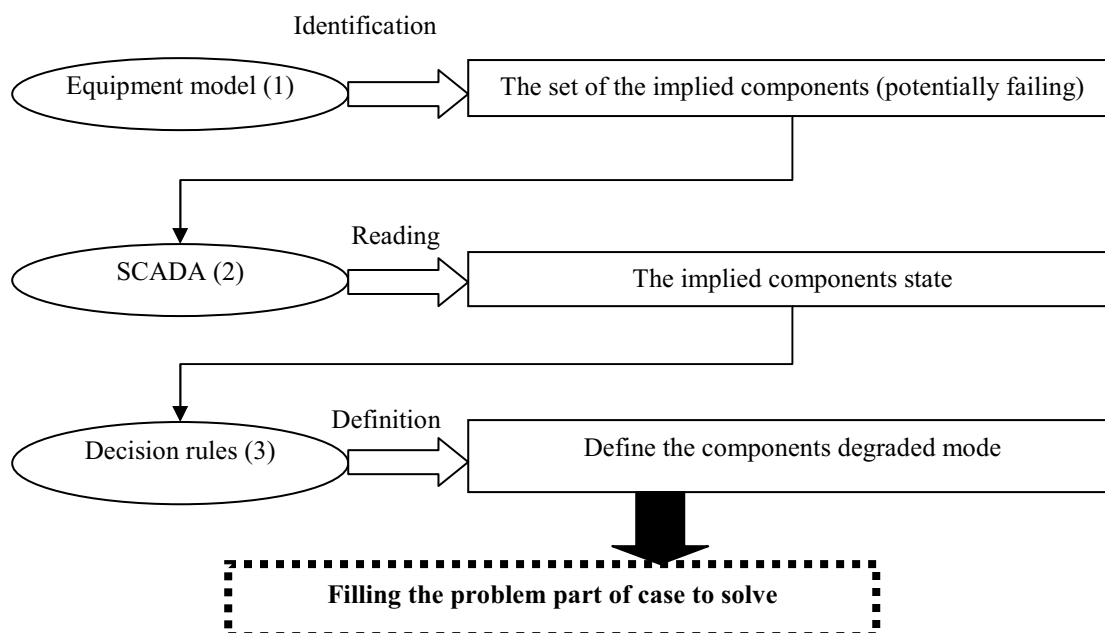 Identification
Equipment model (1)
The set of the implied components (potentially failing)
Reading
SCADA (2)
The implied components state
Definition
Decision rules (3)
Define the components degraded mode
Filling the problem part of case to solve